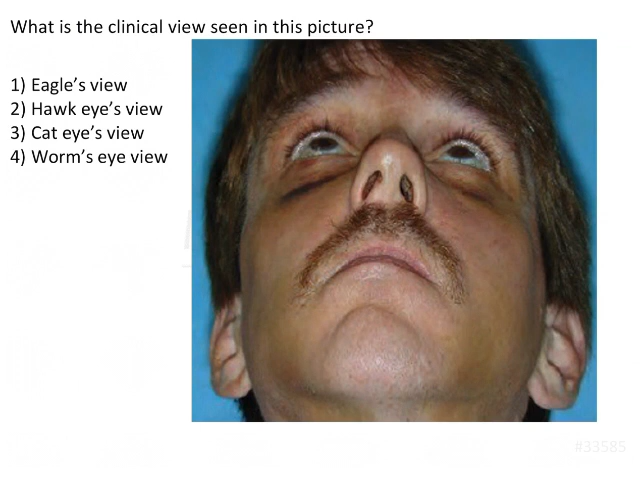 What is the clinical view seen in this picture?
1) Eagle's view
2) Hawk eye's view
3) Cat eye's view
4) Worm's eye view
#33585